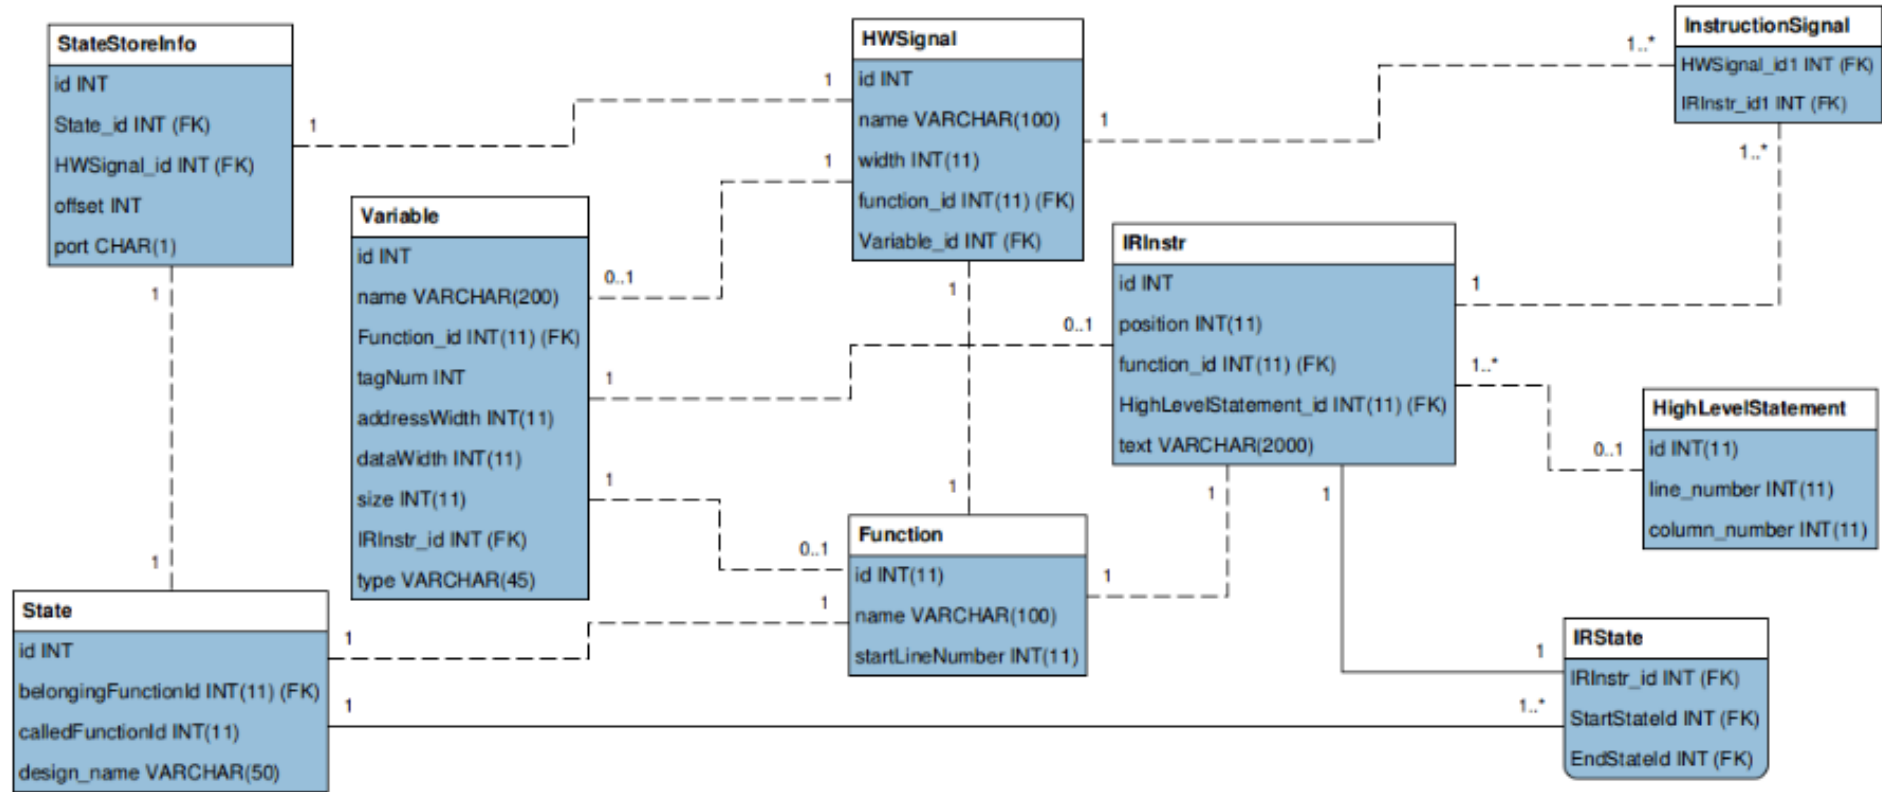 StateStoreInfo
id INT
State_id INT (FK)
HWSignal_id INT (FK)
offset INT
port CHAR(1)
1
1
1
1
HWSignal
id INT
name VARCHAR(100)
width INT(11)
function_id INT(11) (FK)
Variable_id INT (FK)
1
1
1
1
1..*
InstructionSignal
HWSignal_id1 INT (FK)
IRInstr_id1 INT (FK)
1..*
Variable
id INT
name VARCHAR(200)
Function_id INT(11) (FK)
tagNum INT
addressWidth INT(11)
dataWidth INT(11)
size INT(11)
IRInstr_id INT (FK)
type VARCHAR(45)
0..1
1
1
0..1
0..1
IRInstr
id INT
position INT(11)
function_id INT(11) (FK)
HighLevelStatement_id INT(11) (FK)
text VARCHAR(2000)
1
1..*
0..1
1
1
HighLevelStatement
id INT(11)
line_number INT(11)
column_number INT(11)
1
Function
id INT(11)
name VARCHAR(100)
startLineNumber INT(11)
1
1
State
id INT
belongingFunctionId INT(11) (FK)
calledFunctionId INT(11)
design_name VARCHAR(50)
1
1
1
1..*
IRState
IRInstr_id INT (FK)
StartStateId INT (FK)
EndStateId INT (FK)